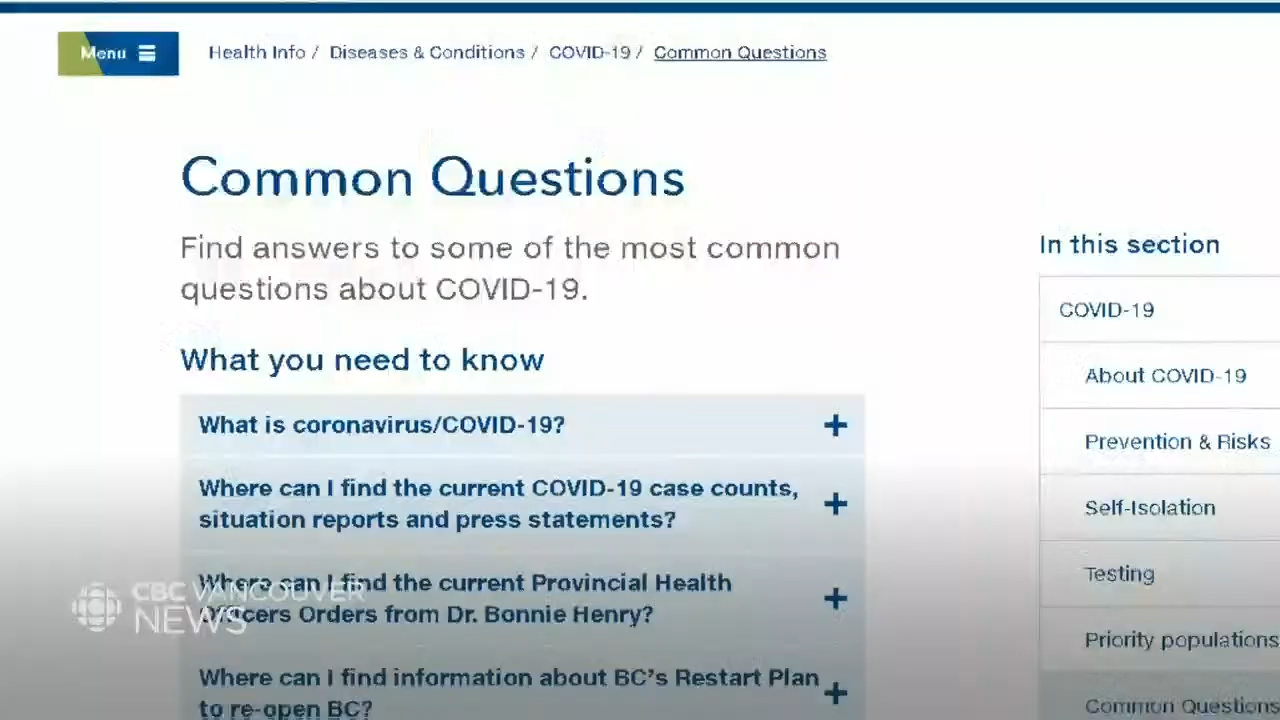 Menu
Health Info / Diseases & Conditions / COVID-19 / Common Questions
Common Questions
Find answers to some of the most common
questions about COVID-19.
What you need to know
What is coronavirus/COVID-19?
Where can I find the current COVID-19 case counts,
situation reports and press statements?
Where can I find the current Provincial Health
Officers Orders from Dr. Bonnie Henry?
Where can I find information about BC's Restart Plan
to re-open BC?
In this section
COVID-19
About COVID-19
Prevention & Risks
Self-Isolation
Testing
Priority populations
Common Questions
CBC VANCOUVER
NEWS